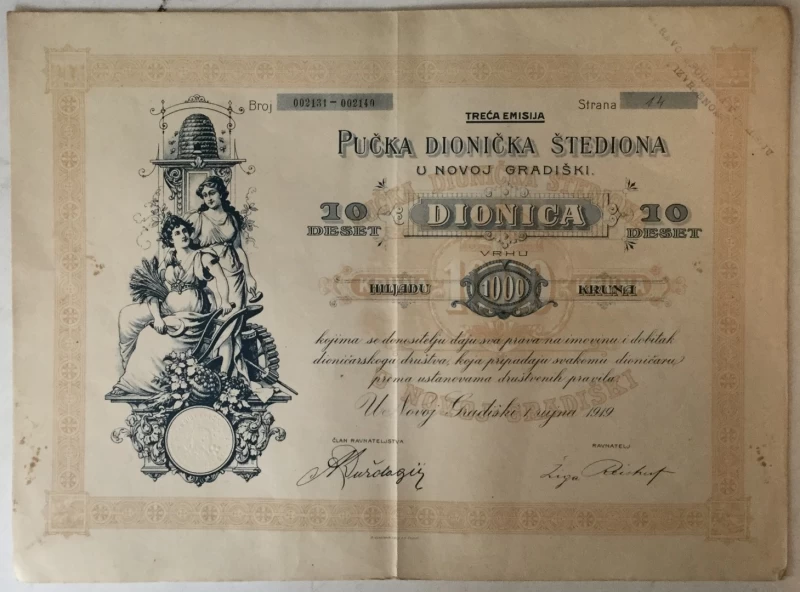 Broj 002131 - 002140
Strana 14
TREĆA EMISIJA
PUČKA DIONIČKA ŠTEDIONA
U NOVOJ GRADIŠKI.
10 DIONICA 10
DESET DESET
VRHU
HILJADU 1000 KRUNA
kojima se donositelju daju sva prava na imovinu i dobitak
dioničarskoga društva, koja pripadaju svakomu dioničaru,
prema ustanovama društvenih pravila.
U Novoj Gradiški 1 rujna 1919
ČLAN RAVNATELJSTVA
RAVNATELJ
Žiga